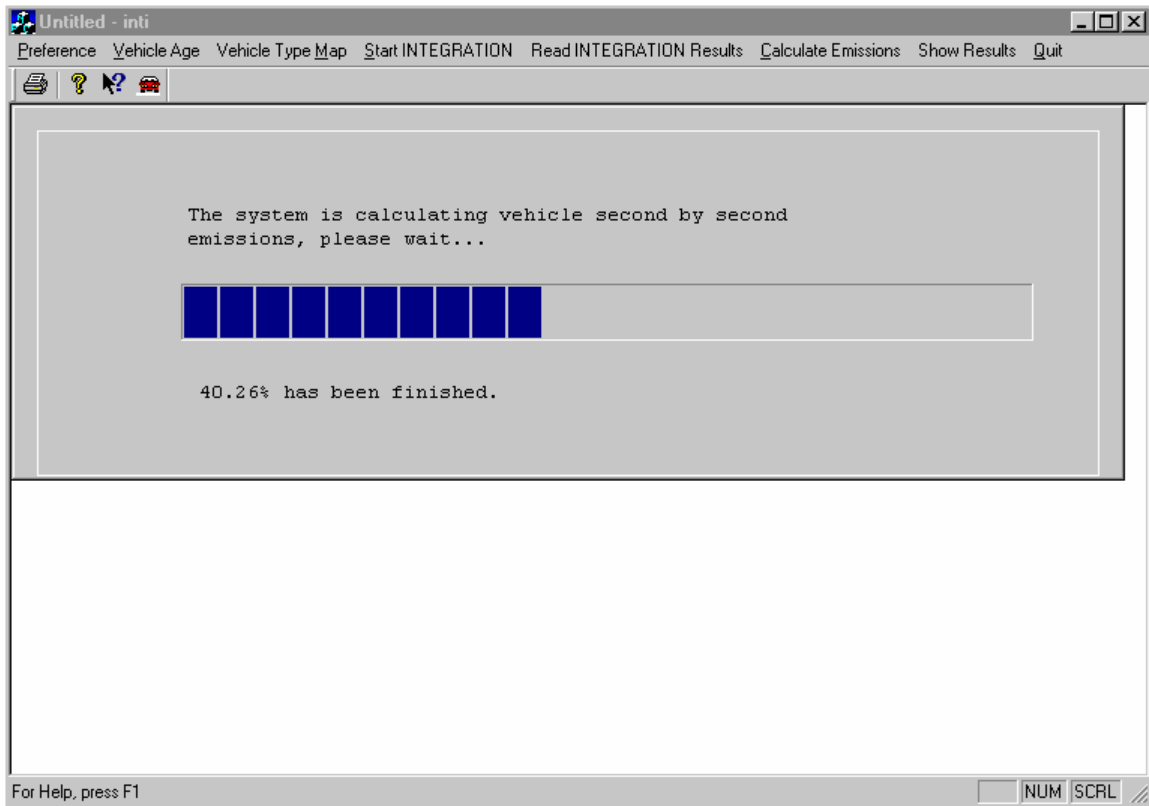 Untitled - inti
Preference Vehicle Age Vehicle Type Map Start INTEGRATION Read INTEGRATION Results Calculate Emissions Show Results Quit
The system is calculating vehicle second by second
emissions, please wait...
40.26% has been finished.
For Help, press F1 NUM SCRL